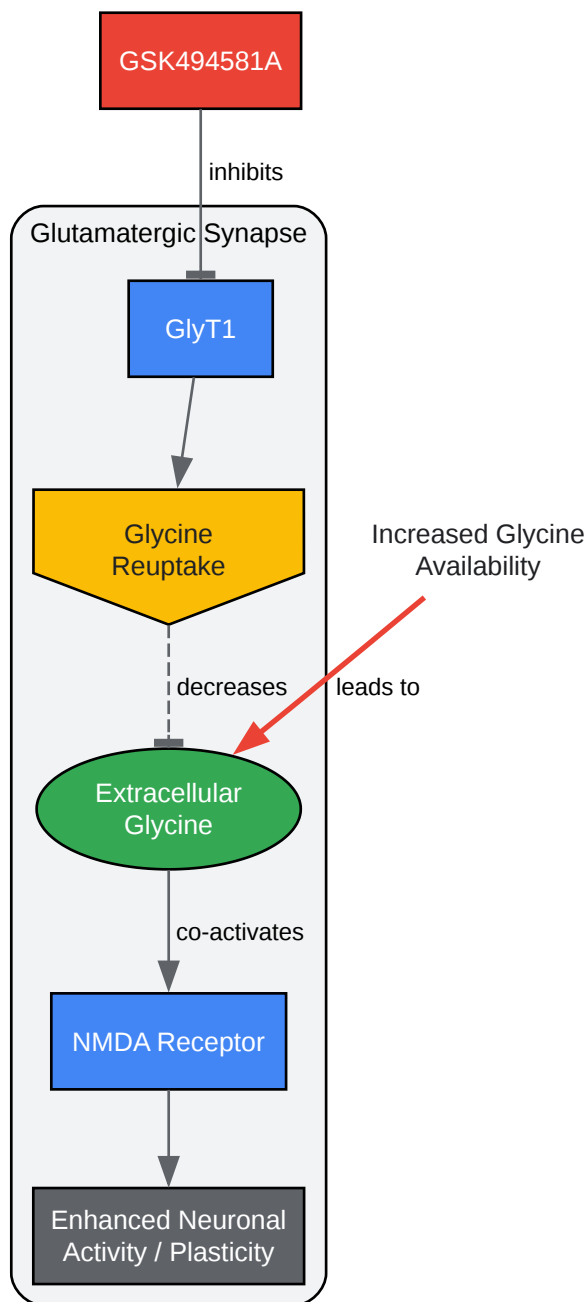 GSK494581A
inhibits
Glutamatergic Synapse
GlyT1
Glycine
Reuptake
Increased Glycine
Availability
decreases
leads to
Extracellular
Glycine
co-activates
NMDA Receptor
Enhanced Neuronal
Activity / Plasticity